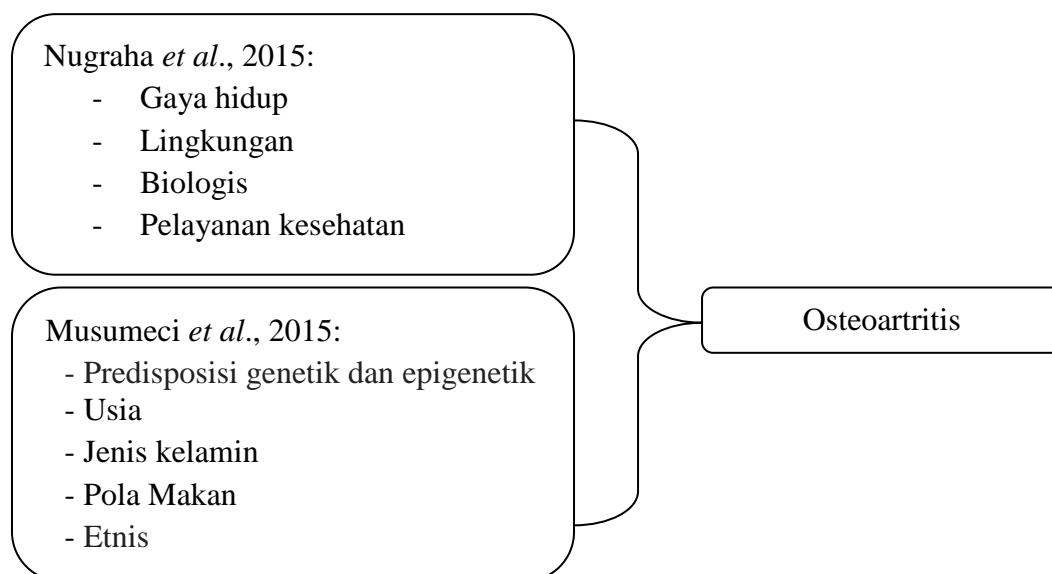 Nugraha et al., 2015:
- Gaya hidup
- Lingkungan
- Biologis
- Pelayanan kesehatan
Musumeci et al., 2015:
- Predisposisi genetik dan epigenetik
- Usia
- Jenis kelamin
- Pola Makan
- Etnis
Osteoartritis